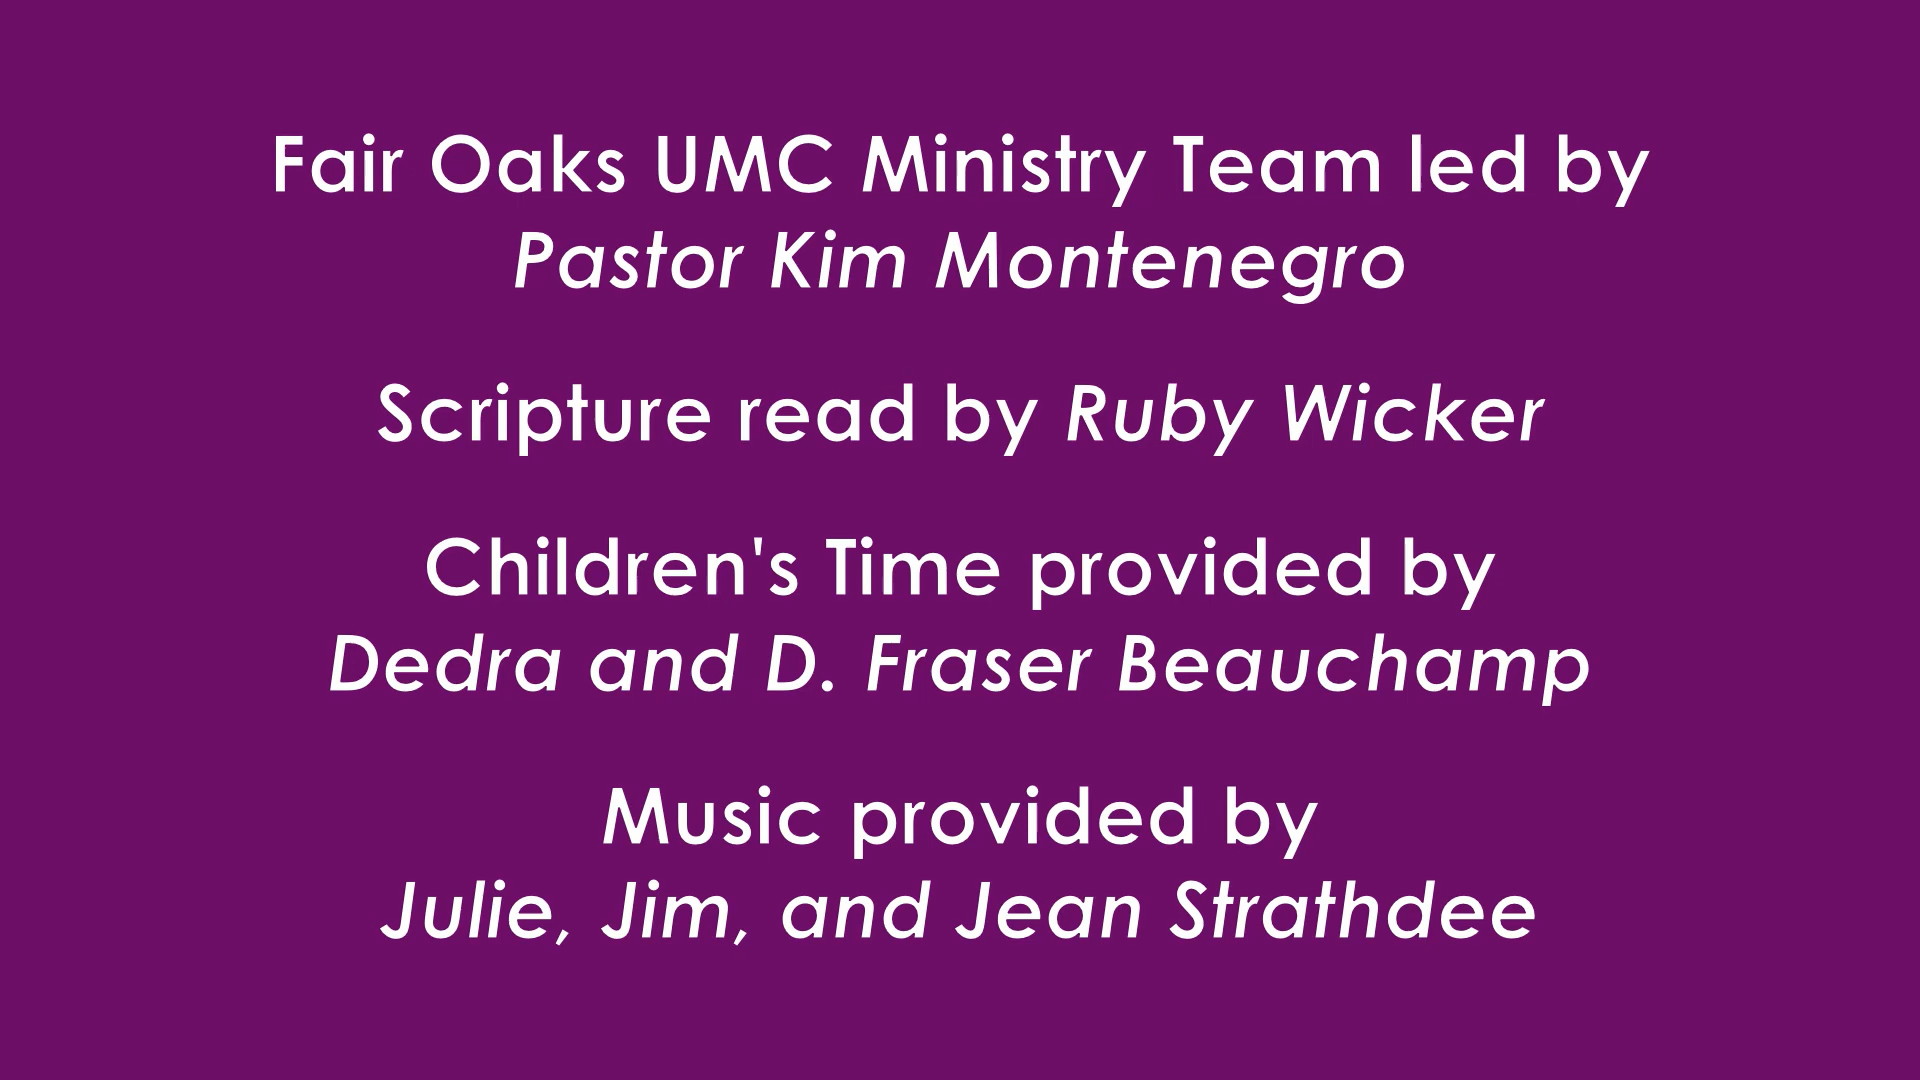 Fair Oaks UMC Ministry Team led by
Pastor Kim Montenegro
Scripture read by Ruby Wicker
Children's Time provided by
Dedra and D. Fraser Beauchamp
Music provided by
Julie, Jim, and Jean Strathdee